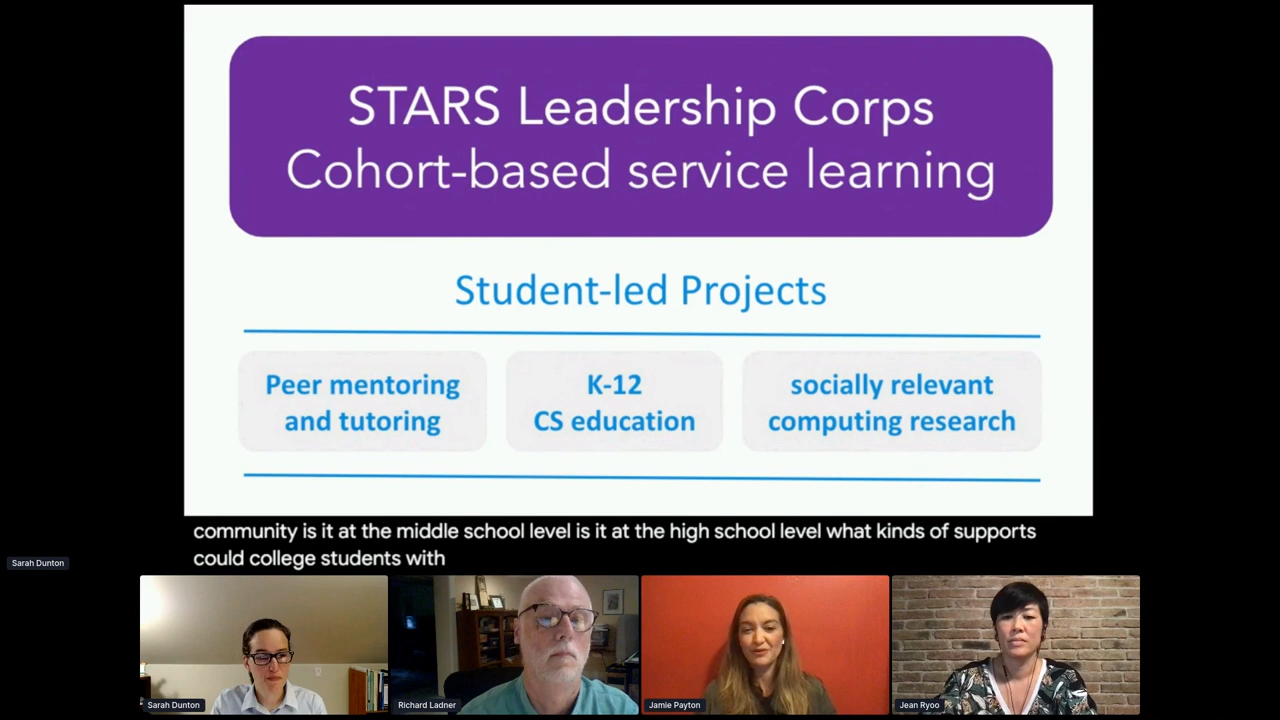 STARS Leadership Corps
Cohort-based service learning
Student-led Projects
Peer mentoring
and tutoring
K-12
CS education
socially relevant
computing research
community is it at the middle school level is it at the high school level what kinds of supports
could college students with
Sarah Dunton
Sarah Dunton
Richard Ladner
Jamie Payton
Jean Ryoo